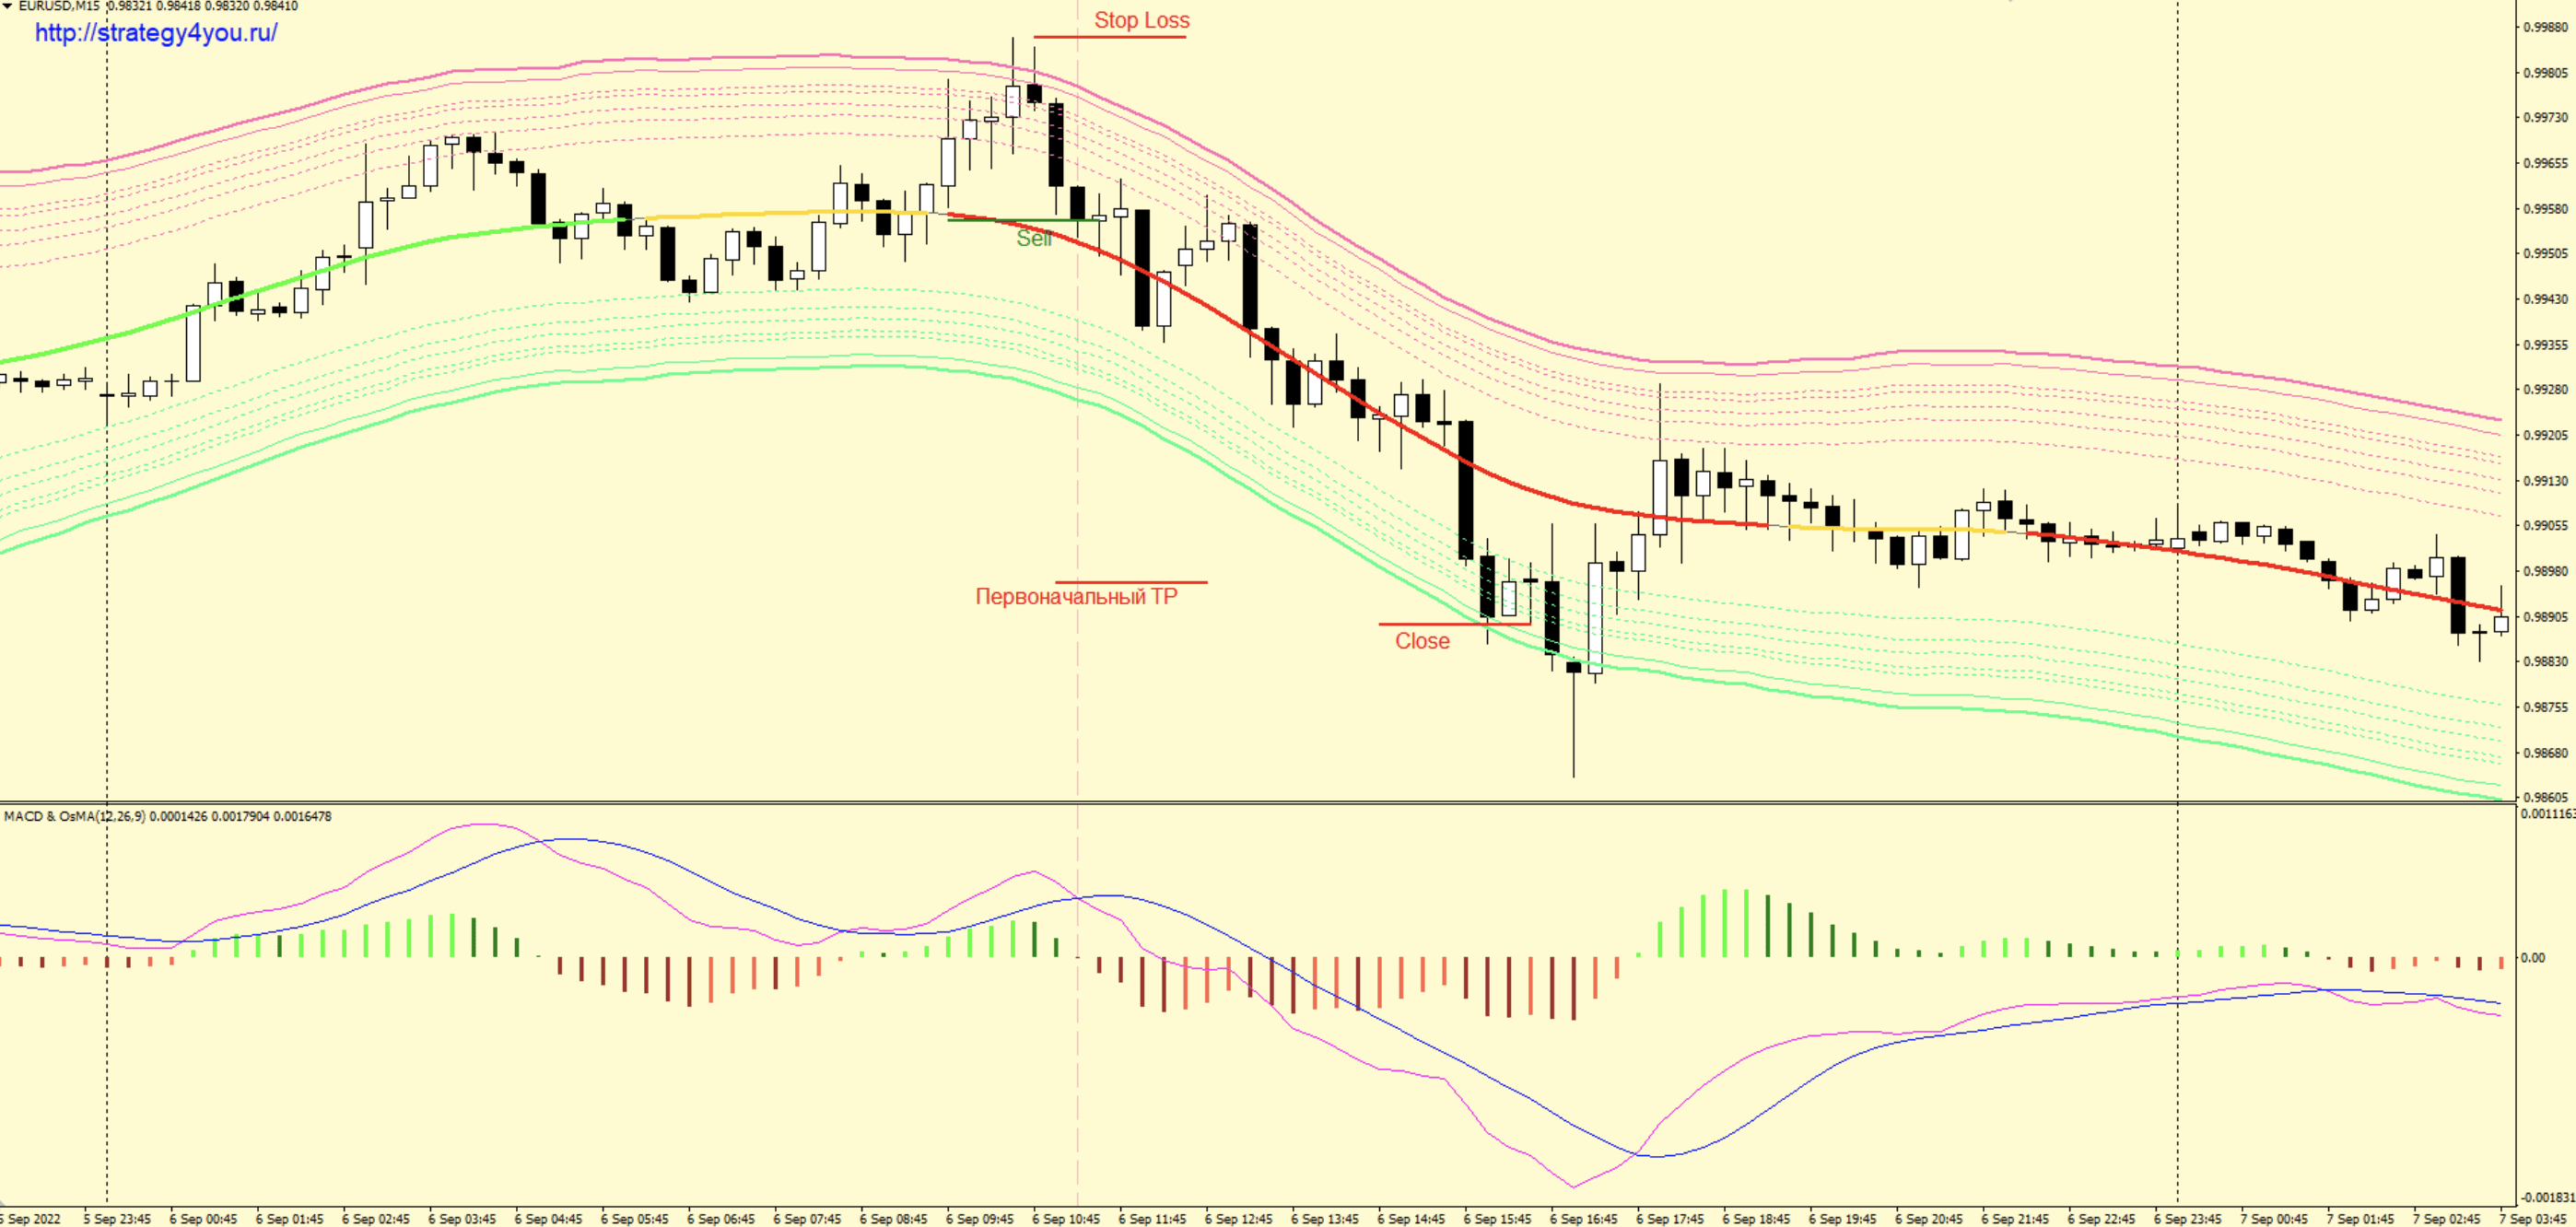 EURUSD,M15 0.98321 0.98418 0.98320 0.98410
http://strategy4you.ru/
Stop Loss
Sell
Первоначальный TP
Close
0.99880
0.99805
0.99730
0.99655
0.99580
0.99505
0.99430
0.99355
0.99280
0.99205
0.99130
0.99055
0.98980
0.98905
0.98830
0.98755
0.98680
0.98605
MACD & OsMA(12,26,9) 0.0001426 0.0017904 0.0016478
0.0011163
0.00
-0.001831
5 Sep 2022 5 Sep 23:45 6 Sep 00:45 6 Sep 01:45 6 Sep 02:45 6 Sep 03:45 6 Sep 04:45 6 Sep 05:45 6 Sep 06:45 6 Sep 07:45 6 Sep 08:45 6 Sep 09:45 6 Sep 10:45 6 Sep 11:45 6 Sep 12:45 6 Sep 13:45 6 Sep 14:45 6 Sep 15:45 6 Sep 16:45 6 Sep 17:45 6 Sep 18:45 6 Sep 19:45 6 Sep 20:45 6 Sep 22:45 6 Sep 23:45 7 Sep 00:45 7 Sep 01:45 7 Sep 02:45 7 Sep 03:45